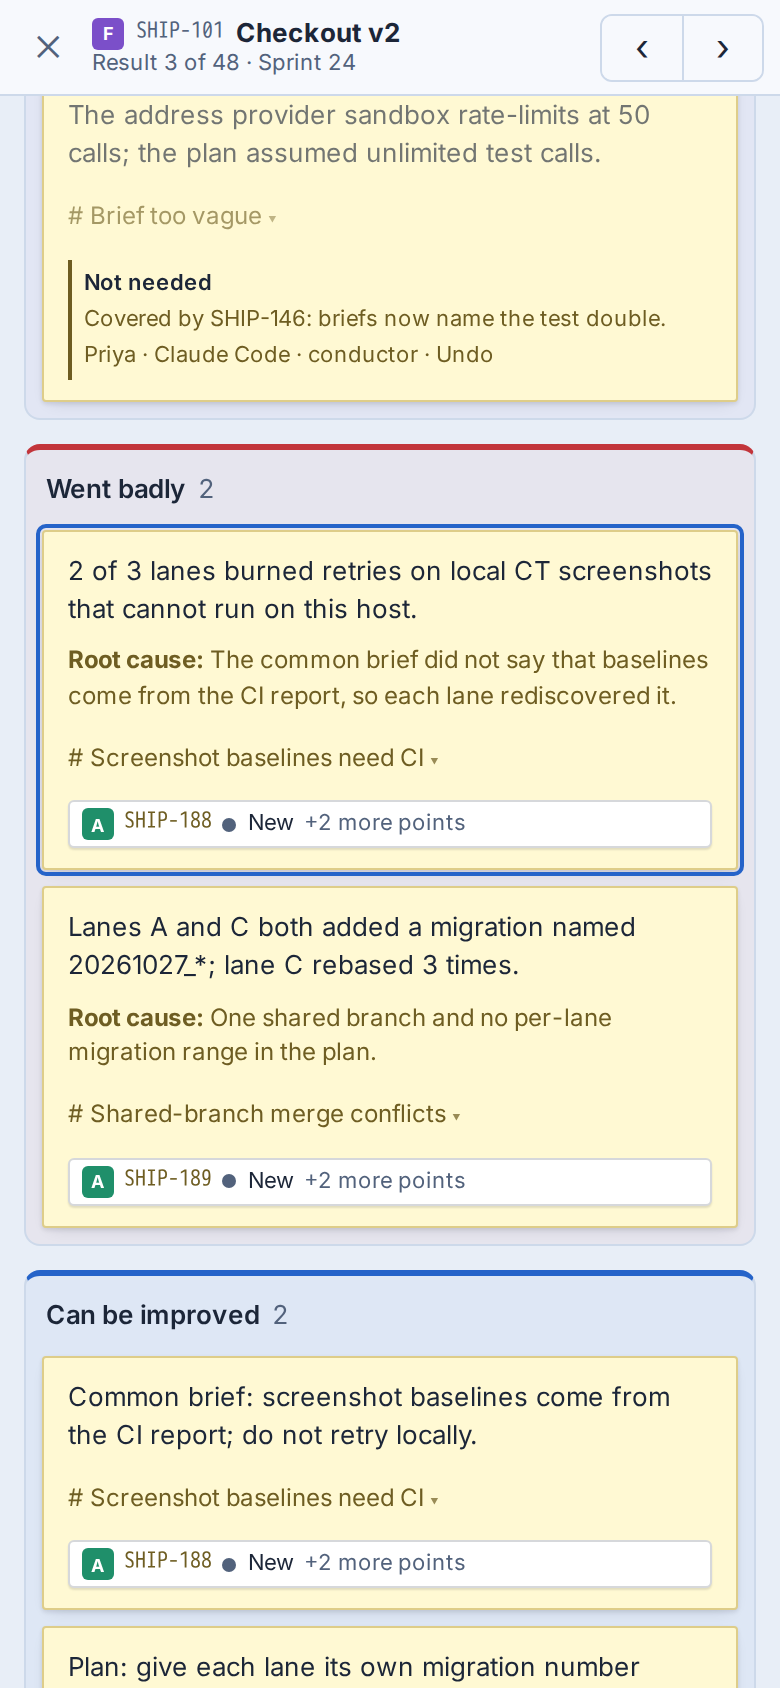 F SHIP-101 Checkout v2
Result 3 of 48 · Sprint 24
The address provider sandbox rate-limits at 50
calls; the plan assumed unlimited test calls.
# Brief too vague ▾
Not needed
Covered by SHIP-146: briefs now name the test double.
Priya · Claude Code · conductor · Undo
Went badly 2
2 of 3 lanes burned retries on local CT screenshots
that cannot run on this host.
Root cause: The common brief did not say that baselines
come from the CI report, so each lane rediscovered it.
# Screenshot baselines need CI ▾
A SHIP-188 ● New +2 more points
Lanes A and C both added a migration named
20261027_*; lane C rebased 3 times.
Root cause: One shared branch and no per-lane
migration range in the plan.
# Shared-branch merge conflicts ▾
A SHIP-189 ● New +2 more points
Can be improved 2
Common brief: screenshot baselines come from
the CI report; do not retry locally.
# Screenshot baselines need CI ▾
A SHIP-188 ● New +2 more points
Plan: give each lane its own migration number